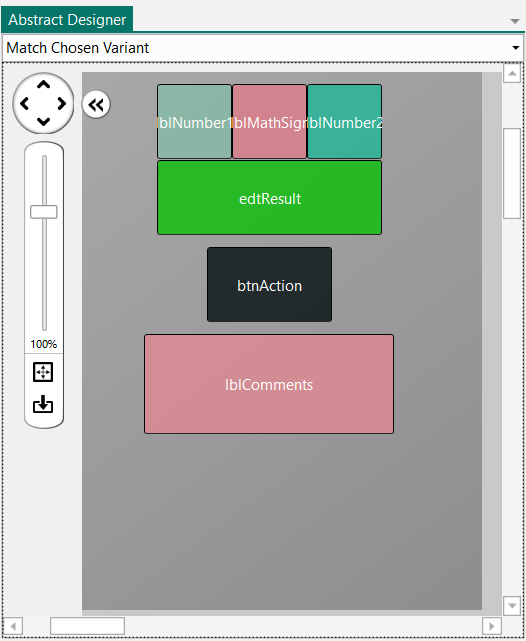 Abstract Designer
Match Chosen Variant
lblNumber1 lblMathSign lblNumber2
edtResult
btnAction
100%
lblComments